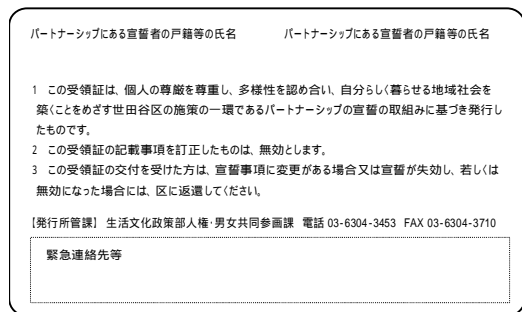 パートナーシップにある宣誓者の戸籍等の氏名　　パートナーシップにある宣誓者の戸籍等の氏名
1　この受領証は、個人の尊厳を尊重し、多様性を認め合い、自分らしく暮らせる地域社会を
築くことをめざす世田谷区の施策の一環であるパートナーシップの宣誓の取組みに基づき発行し
たものです。
2　この受領証の記載事項を訂正したものは、無効とします。
3　この受領証の交付を受けた方は、宣誓事項に変更がある場合又は宣誓が失効し、若しくは
無効になった場合には、区に返還してください。
【発行所管課】 生活文化政策部人権・男女共同参画課 電話 03-6304-3453 FAX 03-6304-3710
緊急連絡先等